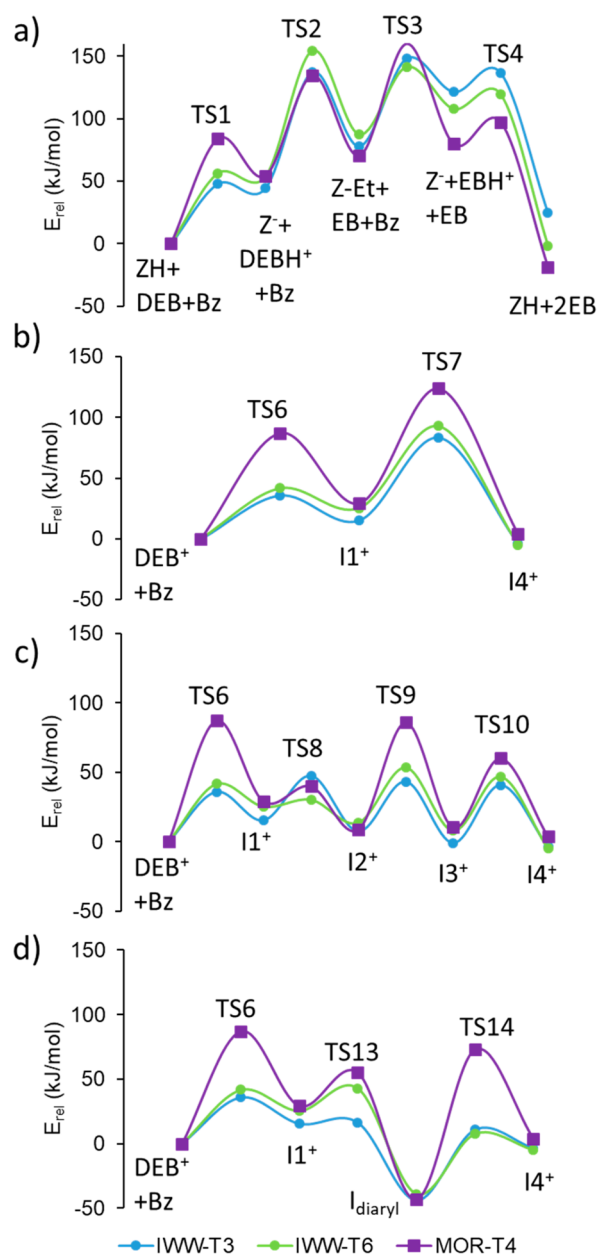 a)
150
100
50
0
-50
E_rel (kJ/mol)
TS1
TS2
TS3
TS4
ZH+
DEB+Bz
Z⁻+
DEBH⁺
+Bz
Z-Et+
EB+Bz
Z⁻+EBH⁺
+EB
ZH+2EB
b)
150
100
50
0
-50
E_rel (kJ/mol)
TS6
TS7
DEB⁺
+Bz
I1⁺
I4⁺
c)
150
100
50
0
-50
E_rel (kJ/mol)
TS6
TS8
TS9
TS10
DEB⁺
+Bz
I1⁺
I2⁺
I3⁺
I4⁺
d)
150
100
50
0
-50
E_rel (kJ/mol)
TS6
TS13
TS14
DEB⁺
+Bz
I1⁺
I_diaryl
I4⁺
IWW-T3 IWW-T6 MOR-T4